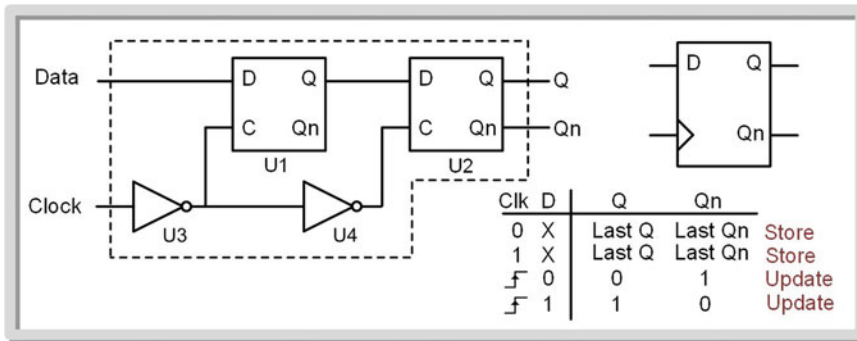 Data
D Q
C Qn
U1
D Q
C Qn
U2
Q
Qn
Clock
U3
U4
D Q
Qn
Clk D Q Qn
0 X Last Q Last Qn Store
1 X Last Q Last Qn Store
0 0 1 Update
1 1 0 Update